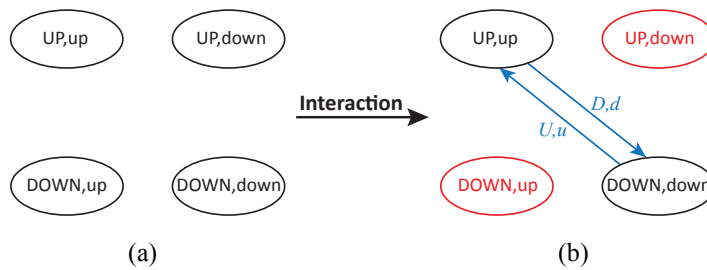 UP,up UP,down UP,up UP,down
Interaction
D,d
U,u
DOWN,up DOWN,down DOWN,up DOWN,down
(a) (b)